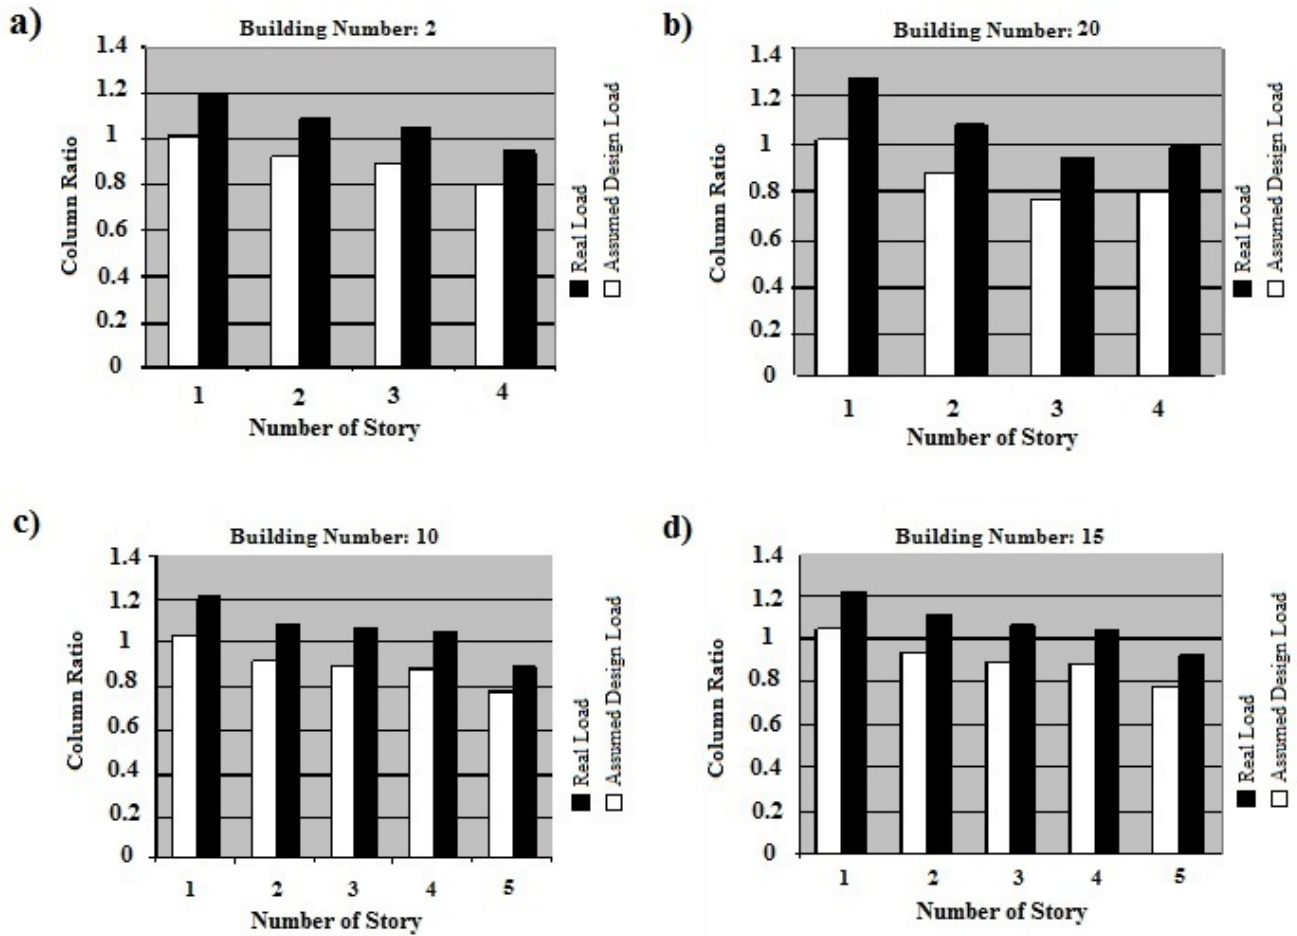 a)
Building Number: 2
1.4
1.2
1
0.8
0.6
0.4
0.2
0
Column Ratio
1 2 3 4
Number of Story
Real Load
Assumed Design Load
b)
Building Number: 20
1.4
1.2
1
0.8
0.6
0.4
0.2
0
Column Ratio
1 2 3 4
Number of Story
Real Load
Assumed Design Load
c)
Building Number: 10
1.4
1.2
1
0.8
0.6
0.4
0.2
0
Column Ratio
1 2 3 4 5
Number of Story
Real Load
Assumed Design Load
d)
Building Number: 15
1.4
1.2
1
0.8
0.6
0.4
0.2
0
Column Ratio
1 2 3 4 5
Number of Story
Real Load
Assumed Design Load